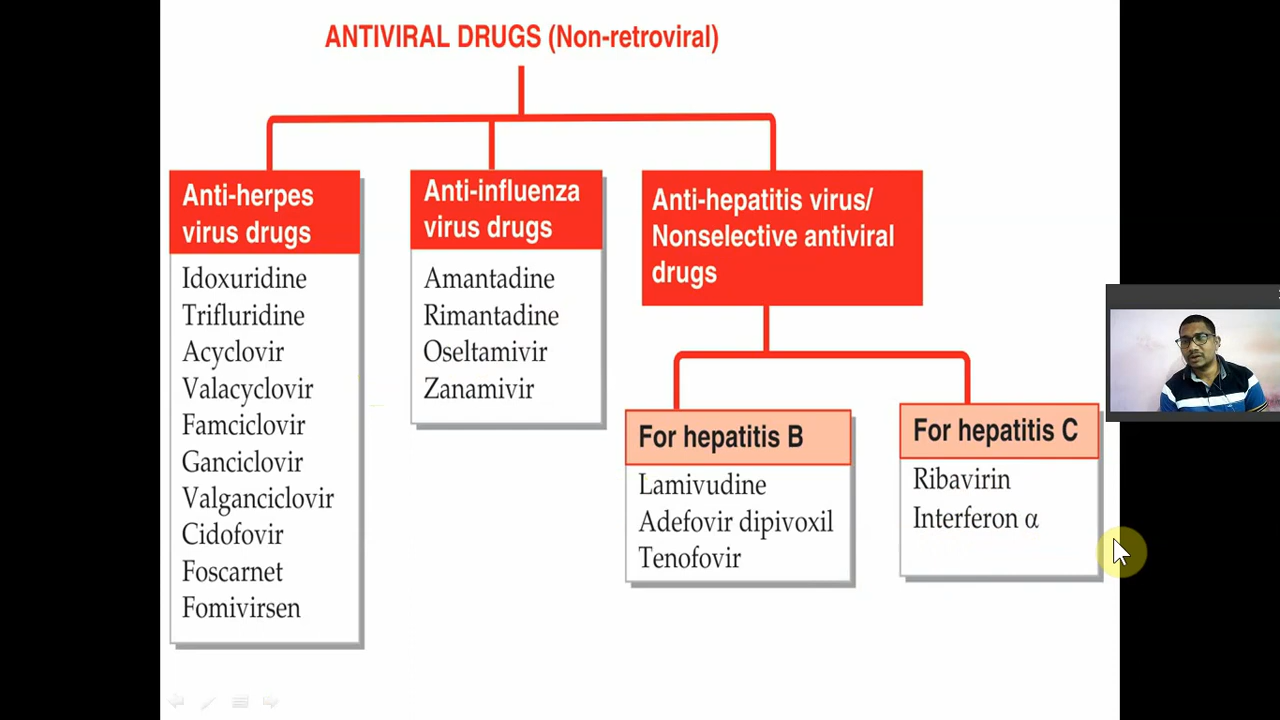 ANTIVIRAL DRUGS (Non-retroviral)
Anti-herpes
virus drugs
Idoxuridine
Trifluridine
Acyclovir
Valacyclovir
Famciclovir
Ganciclovir
Valganciclovir
Cidofovir
Foscarnet
Fomivirsen
Anti-influenza
virus drugs
Amantadine
Rimantadine
Oseltamivir
Zanamivir
Anti-hepatitis virus/
Nonselective antiviral
drugs
For hepatitis B
Lamivudine
Adefovir dipivoxil
Tenofovir
For hepatitis C
Ribavirin
Interferon α